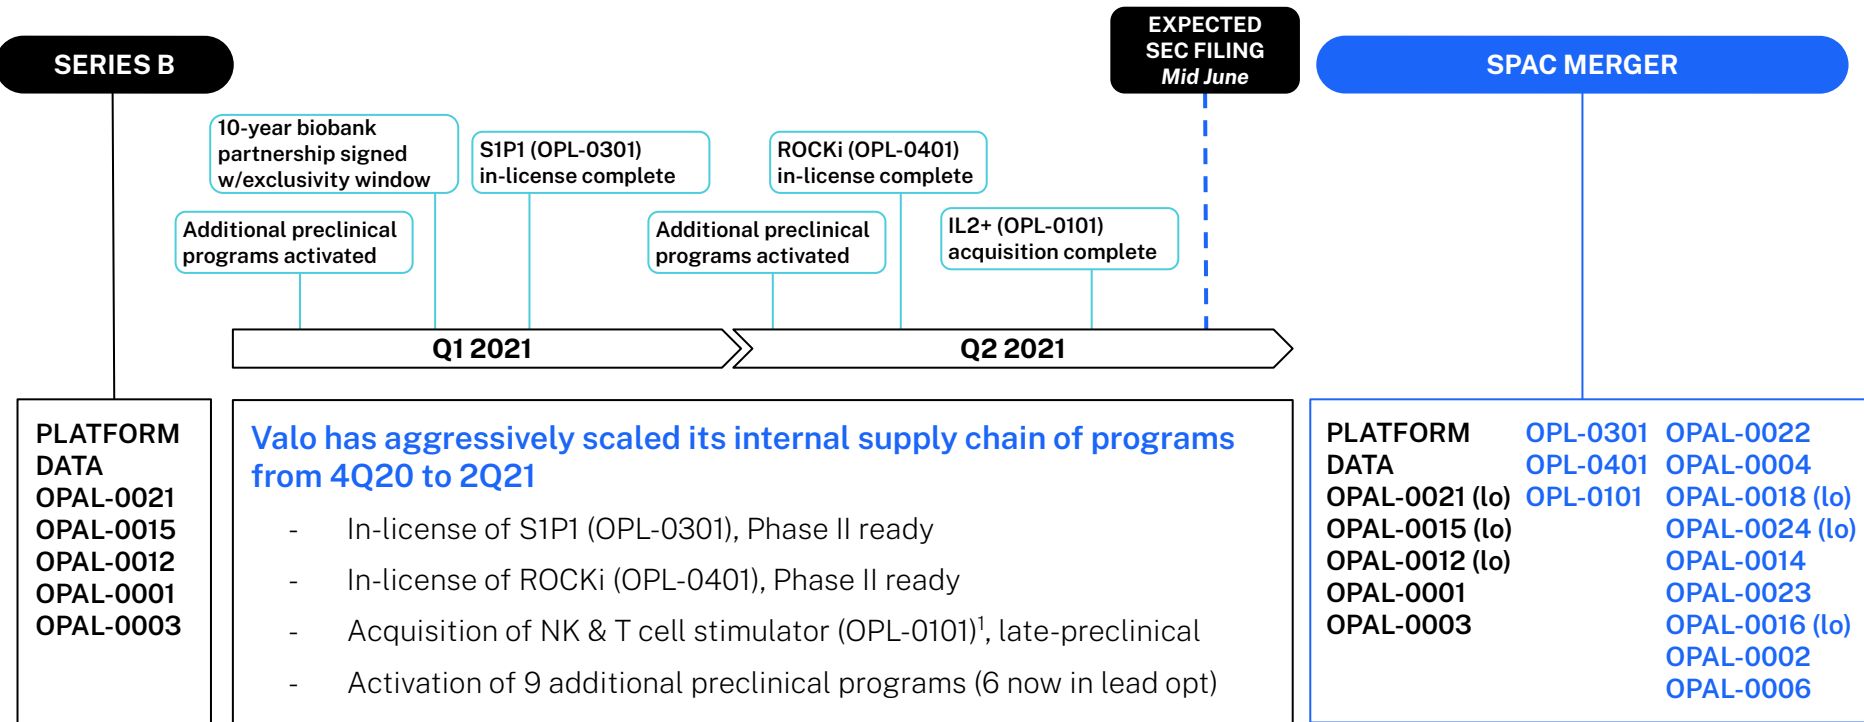 SERIES B
EXPECTED
SEC FILING
Mid June
SPAC MERGER
10-year biobank
partnership signed
w/exclusivity window
S1P1 (OPL-0301)
in-license complete
ROCKi (OPL-0401)
in-license complete
Additional preclinical
programs activated
Additional preclinical
programs activated
IL2+ (OPL-0101)
acquisition complete
Q1 2021
Q2 2021
PLATFORM
DATA
OPAL-0021
OPAL-0015
OPAL-0012
OPAL-0001
OPAL-0003
Valo has aggressively scaled its internal supply chain of programs
from 4Q20 to 2Q21
- In-license of S1P1 (OPL-0301), Phase II ready
- In-license of ROCKi (OPL-0401), Phase II ready
- Acquisition of NK & T cell stimulator (OPL-0101)¹, late-preclinical
- Activation of 9 additional preclinical programs (6 now in lead opt)
PLATFORM
DATA
OPAL-0021 (lo)
OPAL-0015 (lo)
OPAL-0012 (lo)
OPAL-0001
OPAL-0003
OPL-0301
OPL-0401
OPL-0101
OPAL-0022
OPAL-0004
OPAL-0018 (lo)
OPAL-0024 (lo)
OPAL-0014
OPAL-0023
OPAL-0016 (lo)
OPAL-0002
OPAL-0006